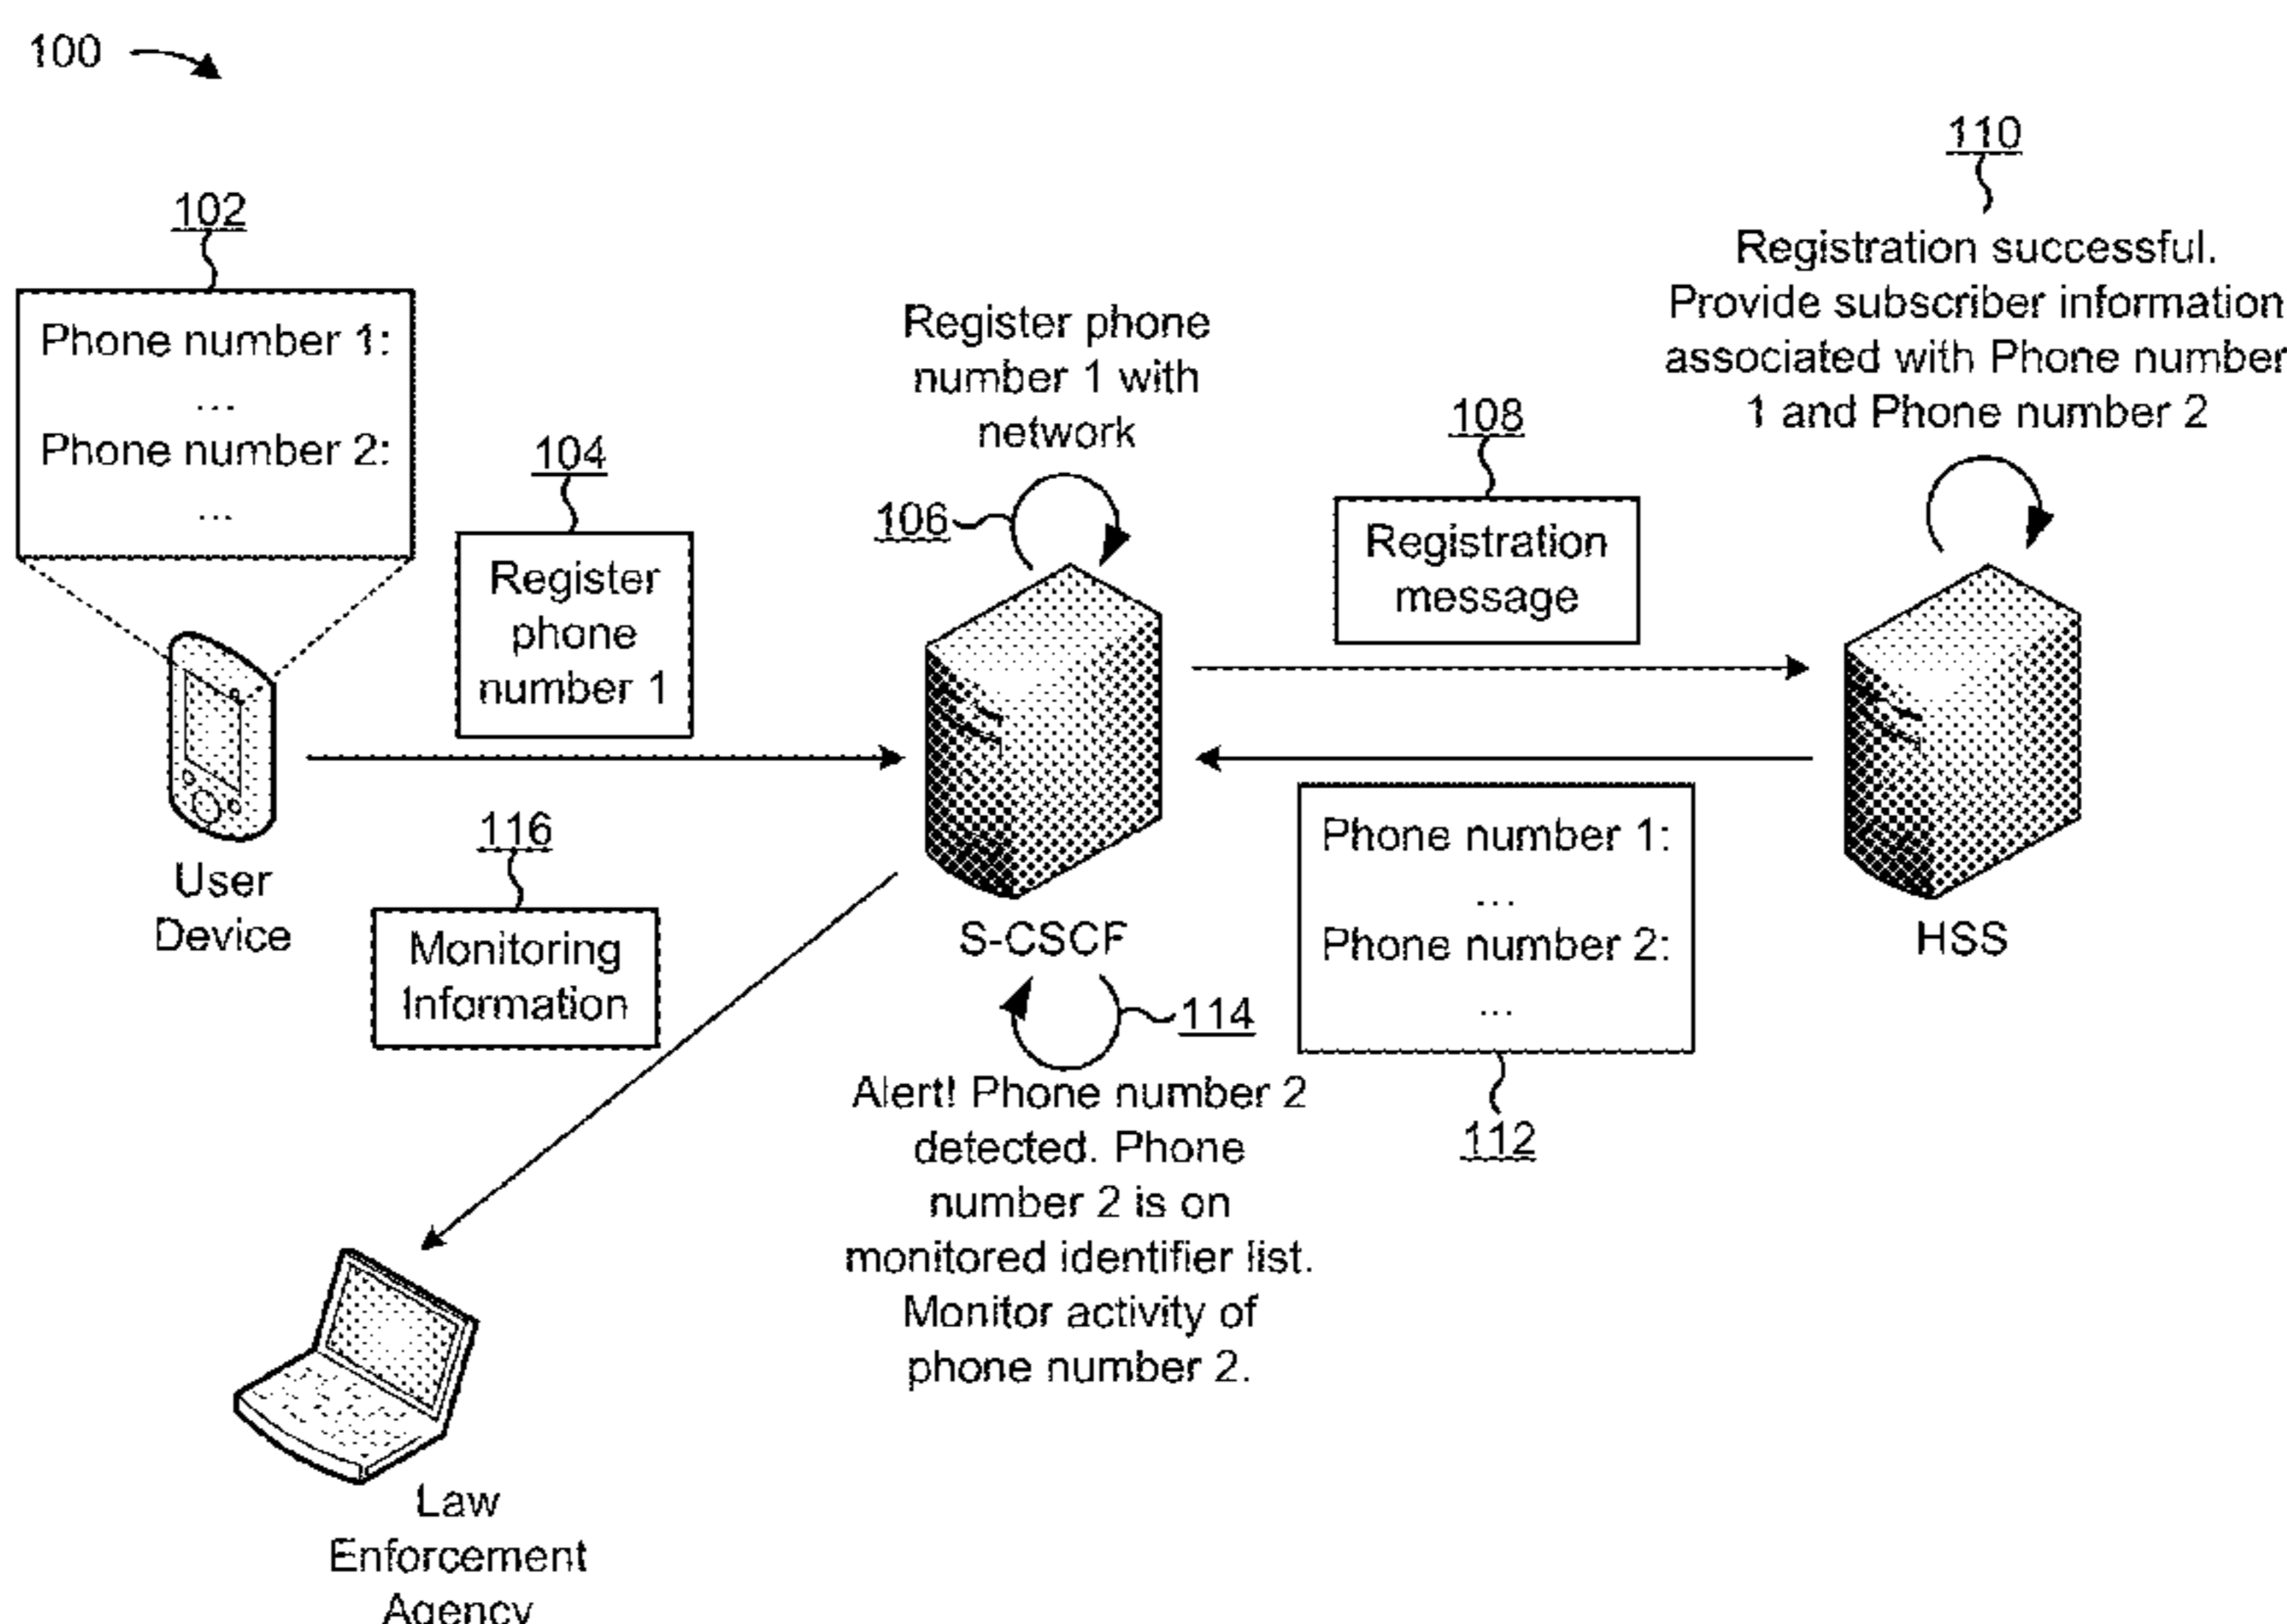 100
110
102
Registration successful.
Provide subscriber information
associated with Phone number
1 and Phone number 2
Phone number 1:
...
Phone number 2:
...
Register phone
number 1 with
network
104
106
108
Register
phone
number 1
Registration
message
116
Monitoring
Information
User
Device
S-CSCF
HSS
Phone number 1:
...
Phone number 2:
...
112
114
Alert! Phone number 2
detected. Phone
number 2 is on
monitored identifier list.
Monitor activity of
phone number 2.
Law
Enforcement
Agency